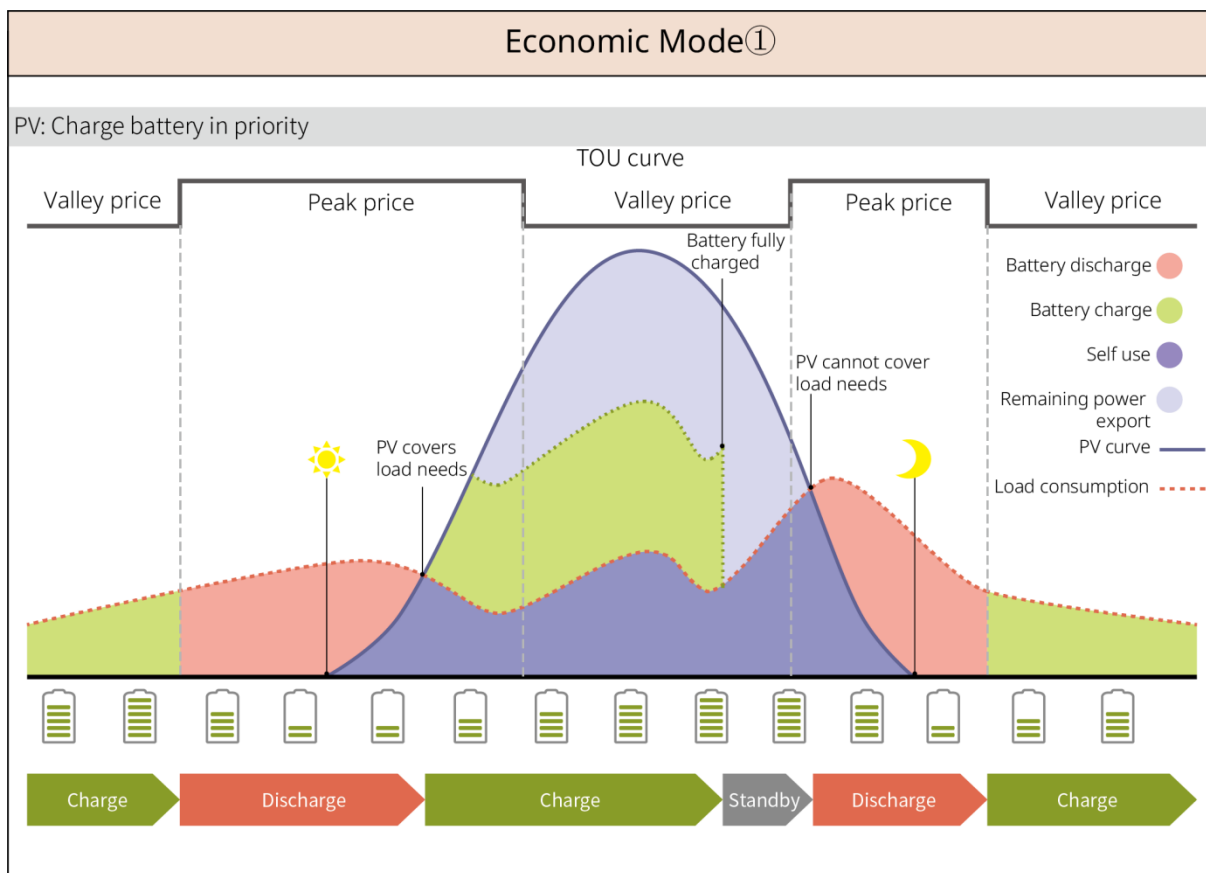 Economic Mode①
PV: Charge battery in priority
TOU curve
Valley price
Peak price
Valley price
Peak price
Valley price
Battery fully
charged
Battery discharge
Battery charge
Self use
Remaining power
export
PV curve
Load consumption
PV cannot cover
load needs
PV covers
load needs
Charge
Discharge
Charge
Standby
Discharge
Charge